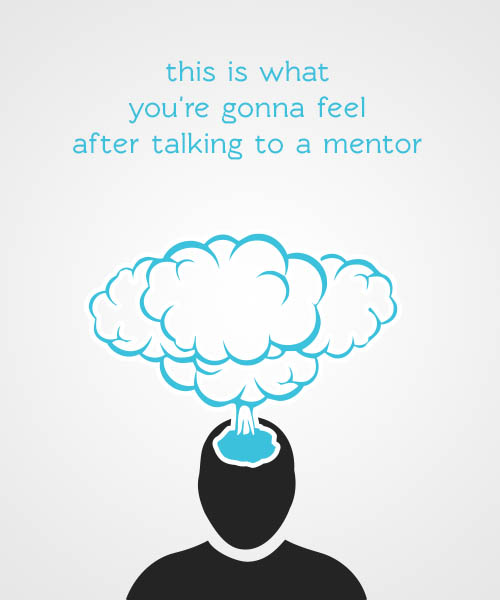 this is what
you're gonna feel
after talking to a mentor